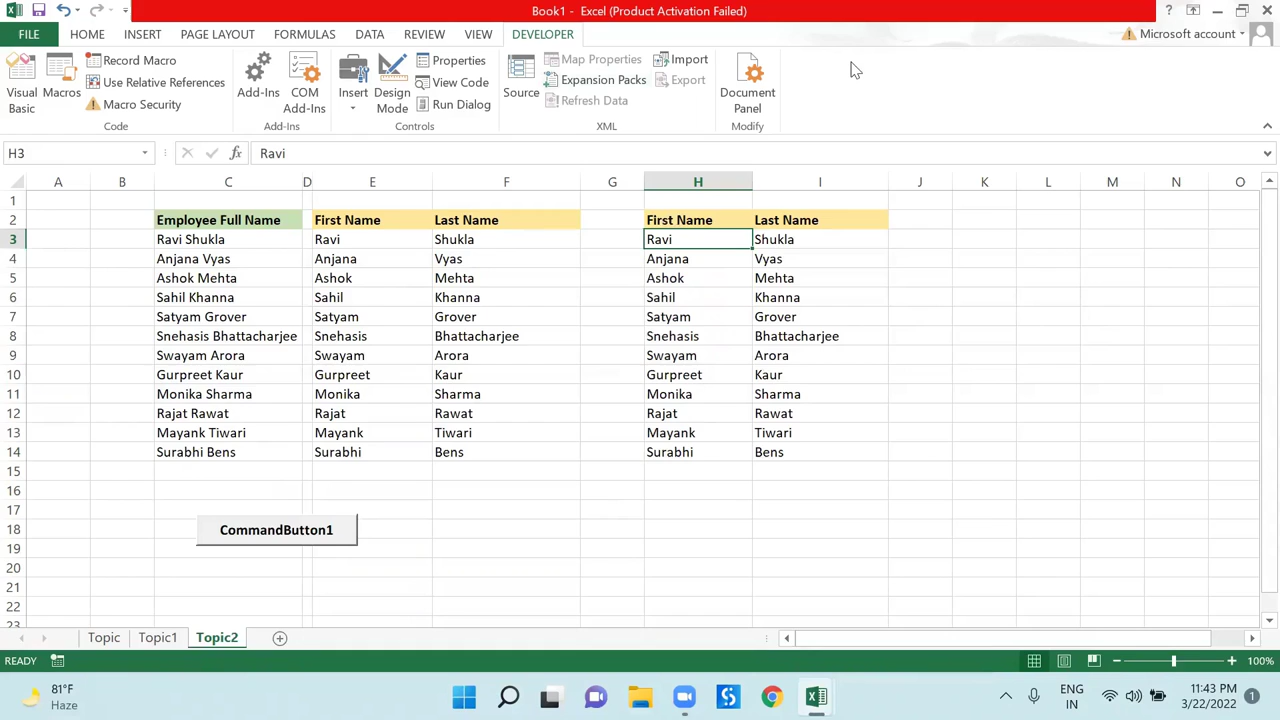 Book1 - Excel (Product Activation Failed)
FILE HOME INSERT PAGE LAYOUT FORMULAS DATA REVIEW VIEW DEVELOPER Microsoft account
Visual Basic
Macros
Record Macro
Use Relative References
Macro Security
Code
Add-Ins
COM Add-Ins
Add-Ins
Insert
Design Mode
Properties
View Code
Run Dialog
Controls
Source
Map Properties
Expansion Packs
Refresh Data
Import
Export
XML
Document Panel
Modify
H3 fx Ravi
A B C D E F G H I J K L M N O
1
2 Employee Full Name First Name Last Name First Name Last Name
3 Ravi Shukla Ravi Shukla Ravi Shukla
4 Anjana Vyas Anjana Vyas Anjana Vyas
5 Ashok Mehta Ashok Mehta Ashok Mehta
6 Sahil Khanna Sahil Khanna Sahil Khanna
7 Satyam Grover Satyam Grover Satyam Grover
8 Snehasis Bhattacharjee Snehasis Bhattacharjee Snehasis Bhattacharjee
9 Swayam Arora Swayam Arora Swayam Arora
10 Gurpreet Kaur Gurpreet Kaur Gurpreet Kaur
11 Monika Sharma Monika Sharma Monika Sharma
12 Rajat Rawat Rajat Rawat Rajat Rawat
13 Mayank Tiwari Mayank Tiwari Mayank Tiwari
14 Surabhi Bens Surabhi Bens Surabhi Bens
15
16
17
18 CommandButton1
19
20
21
22
23
Topic Topic1 Topic2
READY 100%
81°F
Haze
ENG
IN
11:43 PM
3/22/2022
1